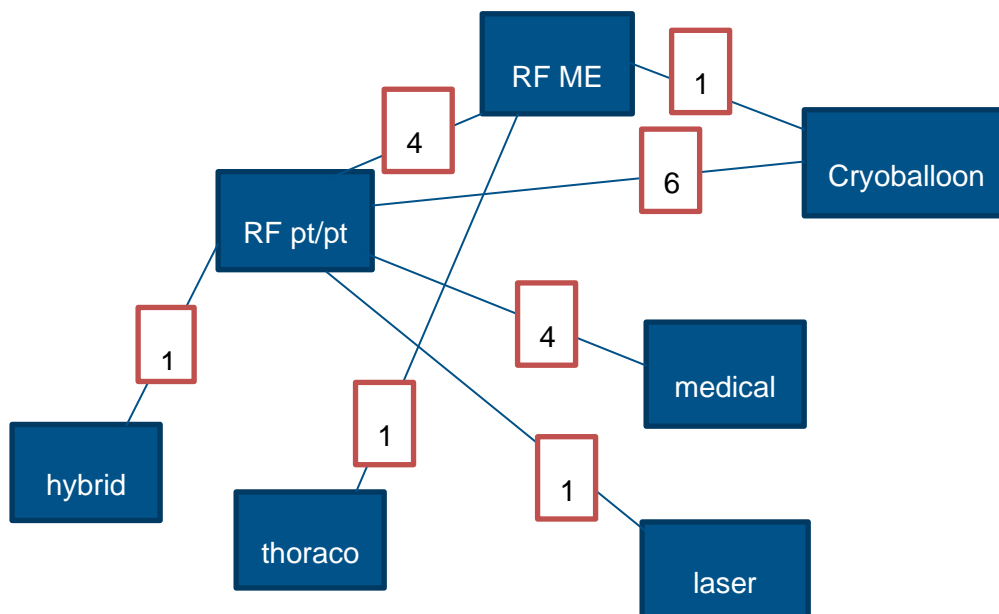 RF ME
1
4
Cryoballoon
6
RF pt/pt
4
1
medical
1
hybrid
1
thoraco
laser